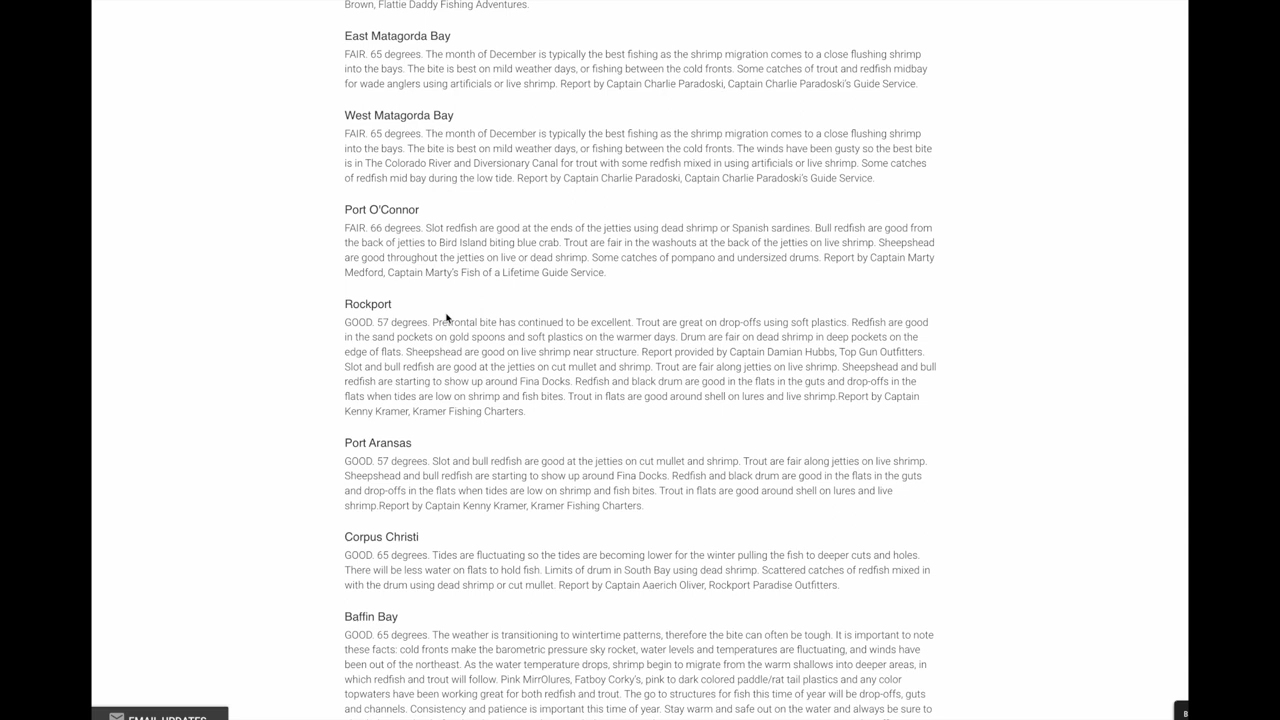 Brown, Flattie Daddy Fishing Adventures.
East Matagorda Bay
FAIR. 65 degrees. The month of December is typically the best fishing as the shrimp migration comes to a close flushing shrimp
into the bays. The bite is best on mild weather days, or fishing between the cold fronts. Some catches of trout and redfish midbay
for wade anglers using artificials or live shrimp. Report by Captain Charlie Paradoski, Captain Charlie Paradoski's Guide Service.
West Matagorda Bay
FAIR. 65 degrees. The month of December is typically the best fishing as the shrimp migration comes to a close flushing shrimp
into the bays. The bite is best on mild weather days, or fishing between the cold fronts. The winds have been gusty so the best bite
is in The Colorado River and Diversionary Canal for trout with some redfish mixed in using artificials or live shrimp. Some catches
of redfish mid bay during the low tide. Report by Captain Charlie Paradoski, Captain Charlie Paradoski's Guide Service.
Port O'Connor
FAIR. 66 degrees. Slot redfish are good at the ends of the jetties using dead shrimp or Spanish sardines. Bull redfish are good from
the back of jetties to Bird Island biting blue crab. Trout are fair in the washouts at the back of the jetties on live shrimp. Sheepshead
are good throughout the jetties on live or dead shrimp. Some catches of pompano and undersized drums. Report by Captain Marty
Medford, Captain Marty's Fish of a Lifetime Guide Service.
Rockport
GOOD. 57 degrees. Prefrontal bite has continued to be excellent. Trout are great on drop-offs using soft plastics. Redfish are good
in the sand pockets on gold spoons and soft plastics on the warmer days. Drum are fair on dead shrimp in deep pockets on the
edge of flats. Sheepshead are good on live shrimp near structure. Report provided by Captain Damian Hubbs, Top Gun Outfitters.
Slot and bull redfish are good at the jetties on cut mullet and shrimp. Trout are fair along jetties on live shrimp. Sheepshead and bull
redfish are starting to show up around Fina Docks. Redfish and black drum are good in the flats in the guts and drop-offs in the
flats when tides are low on shrimp and fish bites. Trout in flats are good around shell on lures and live shrimp.Report by Captain
Kenny Kramer, Kramer Fishing Charters.
Port Aransas
GOOD. 57 degrees. Slot and bull redfish are good at the jetties on cut mullet and shrimp. Trout are fair along jetties on live shrimp.
Sheepshead and bull redfish are starting to show up around Fina Docks. Redfish and black drum are good in the flats in the guts
and drop-offs in the flats when tides are low on shrimp and fish bites. Trout in flats are good around shell on lures and live
shrimp.Report by Captain Kenny Kramer, Kramer Fishing Charters.
Corpus Christi
GOOD. 65 degrees. Tides are fluctuating so the tides are becoming lower for the winter pulling the fish to deeper cuts and holes.
There will be less water on flats to hold fish. Limits of drum in South Bay using dead shrimp. Scattered catches of redfish mixed in
with the drum using dead shrimp or cut mullet. Report by Captain Aaerich Oliver, Rockport Paradise Outfitters.
Baffin Bay
GOOD. 65 degrees. The weather is transitioning to wintertime patterns, therefore the bite can often be tough. It is important to note
these facts: cold fronts make the barometric pressure sky rocket, water levels and temperatures are fluctuating, and winds have
been out of the northeast. As the water temperature drops, shrimp begin to migrate from the warm shallows into deeper areas, in
which redfish and trout will follow. Pink MirrOlures, Fatboy Corky's, pink to dark colored paddle/rat tail plastics and any color
topwaters have been working great for both redfish and trout. The go to structures for fish this time of year will be drop-offs, guts
and channels. Consistency and patience is important this time of year. Stay warm and safe out on the water and always be sure to
EMAIL UPDATES
B